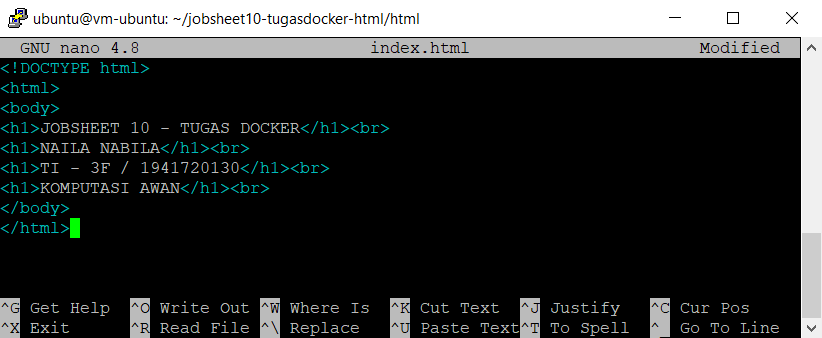 ubuntu@vm-ubuntu: ~/jobsheet10-tugasdocker-html/html
GNU nano 4.8 index.html Modified
<!DOCTYPE html>
<html>
<body>
<h1>JOBSHEET 10 - TUGAS DOCKER</h1><br>
<h1>NAILA NABILA</h1><br>
<h1>TI - 3F / 1941720130</h1><br>
<h1>KOMPUTASI AWAN</h1><br>
</body>
</html>
^G Get Help ^O Write Out ^W Where Is ^K Cut Text ^J Justify ^C Cur Pos
^X Exit ^R Read File ^\ Replace ^U Paste Text ^T To Spell ^_ Go To Line